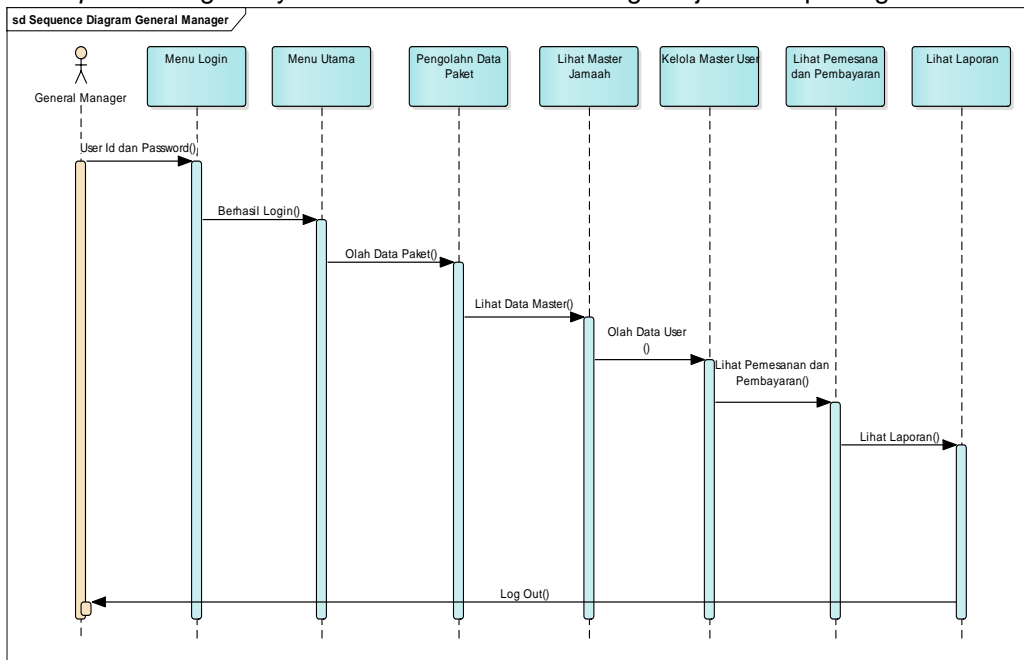 sd Sequence Diagram General Manager
General Manager
Menu Login
Menu Utama
Pengolahn Data
Paket
Lihat Master
Jamaah
Kelola Master User
Lihat Pemesana
dan Pembayaran
Lihat Laporan
User Id dan Password()
Berhasil Login()
Olah Data Paket()
Lihat Data Master()
Olah Data User
()
Lihat Pemesanan dan
Pembayaran()
Lihat Laporan()
Log Out()